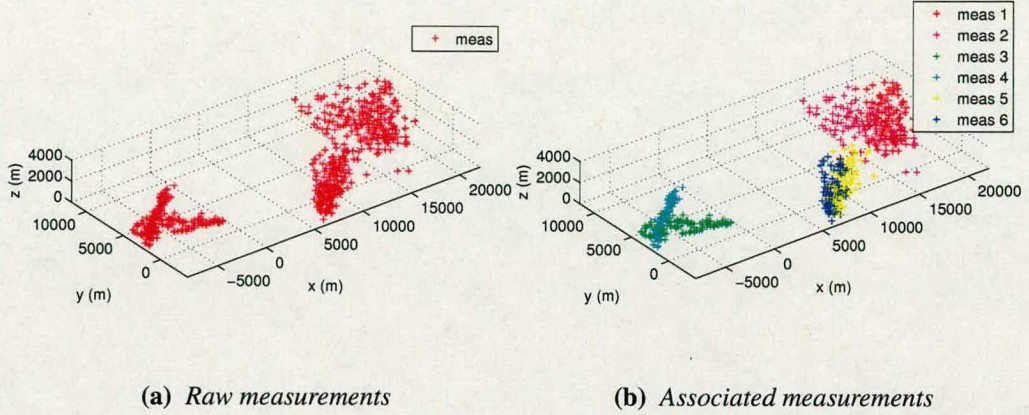 meas
4000
2000
0
z (m)
10000
5000
0
y (m)
−5000
0
5000
10000
15000
20000
x (m)
(a) Raw measurements
meas 1
meas 2
meas 3
meas 4
meas 5
meas 6
4000
2000
0
z (m)
10000
5000
0
y (m)
−5000
0
5000
10000
15000
20000
x (m)
(b) Associated measurements